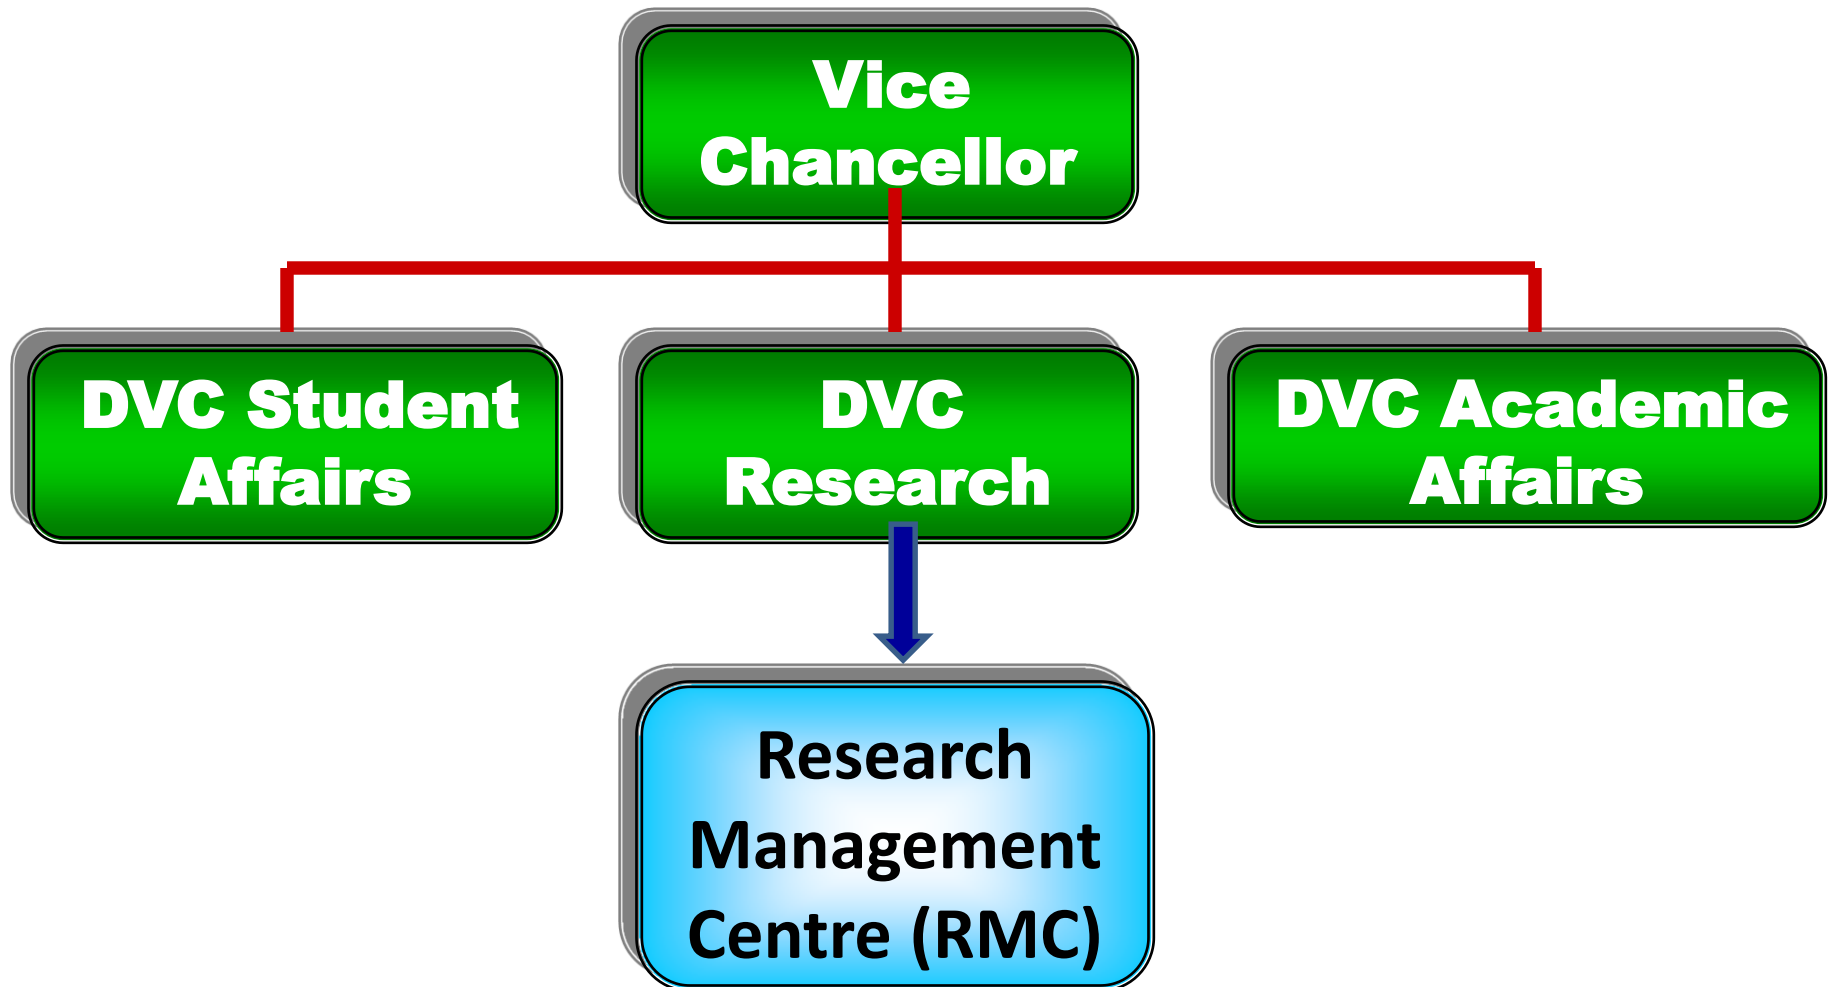 Vice
Chancellor
DVC Student
Affairs
DVC
Research
DVC Academic
Affairs
Research
Management
Centre (RMC)